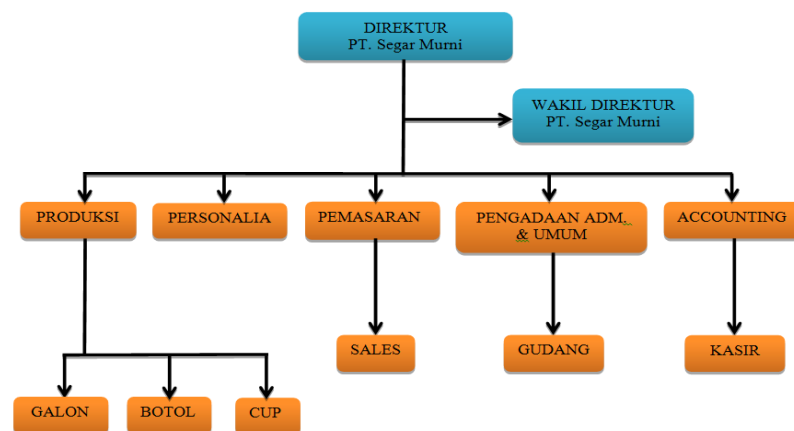 DIREKTUR
PT. Segar Murni
WAKIL DIREKTUR
PT. Segar Murni
PRODUKSI
PERSONALIA
PEMASARAN
PENGADAAN ADM,
& UMUM
ACCOUNTING
SALES
GUDANG
KASIR
GALON
BOTOL
CUP